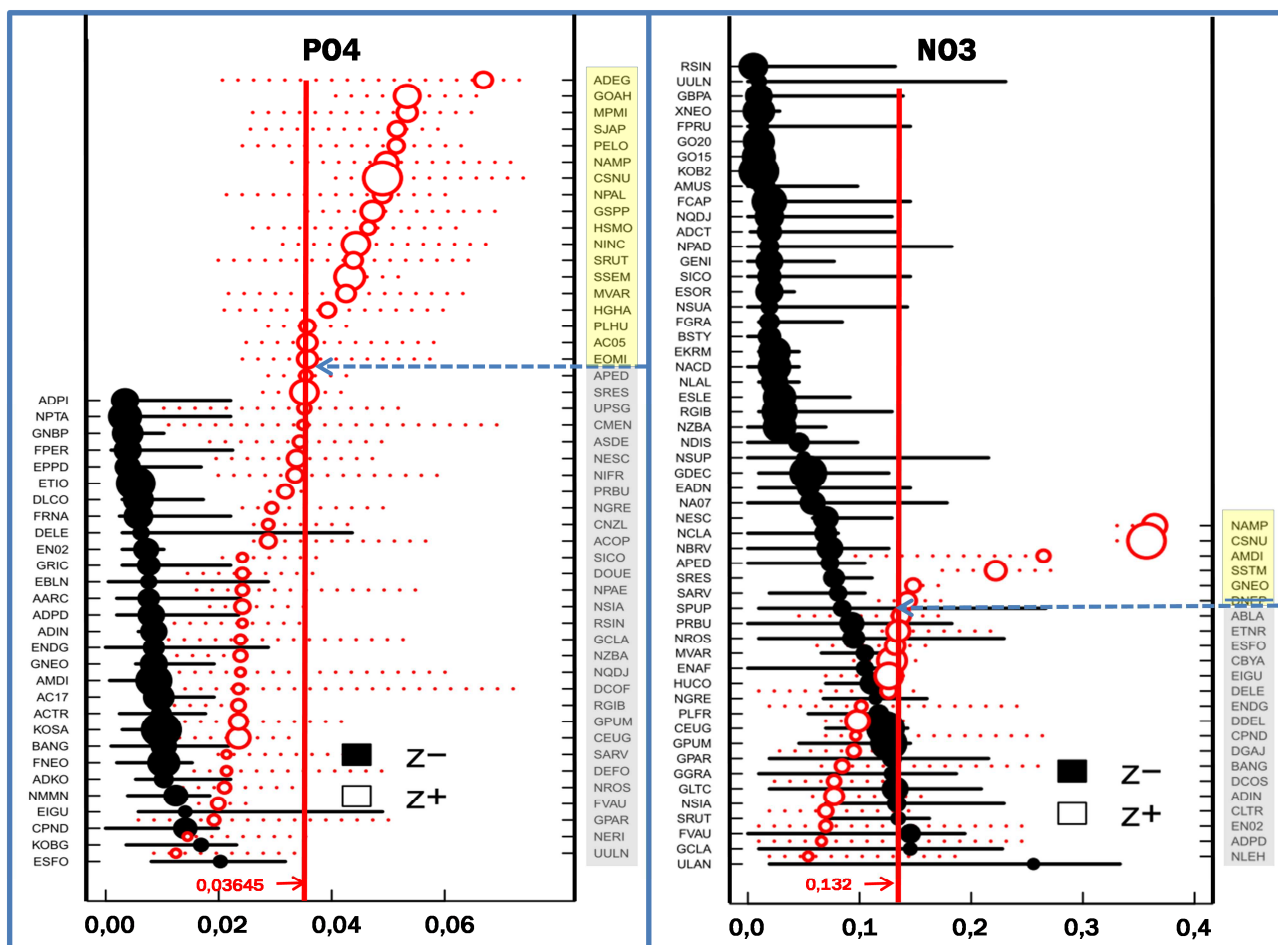 PO4
ADEG
GOAH
MPMI
SJAP
PELO
NAMP
CSNU
NPAL
GSPP
HSMO
NINC
SRUT
SSEM
MVAR
HGHA
PLHU
AC05
EOMI
APED
SRES
UPSG
CMEN
ASDE
NESC
NIFR
PRBU
NGRE
CNZL
ACOP
SICO
DOUE
NPAE
NSIA
RSIN
GCLA
NZBA
NQDJ
DCOF
RGIB
GPUM
CEUG
SARV
DEFO
NROS
FVAU
GPAR
NERI
UULN
ADPI
NPTA
GNBP
FPER
EPPD
ETIO
DLCO
FRNA
DELE
EN02
GRIC
EBLN
AARC
ADPD
ADIN
ENDG
GNEO
AMDI
AC17
ACTR
KOSA
BANG
FNEO
ADKO
NMMN
EIGU
CPND
KOBG
ESFO
z−
z+
0,03645
0,00 0,02 0,04 0,06
NO3
RSIN
UULN
GBPA
XNEO
FPRU
GO20
GO15
KOB2
AMUS
FCAP
NQDJ
ADCT
NPAD
GENI
SICO
ESOR
NSUA
FGRA
BSTY
EKRM
NACD
NLAL
ESLE
RGIB
NZBA
NDIS
NSUP
GDEC
EADN
NA07
NESC
NCLA
NBRV
APED
SRES
SARV
SPUP
PRBU
NROS
MVAR
ENAF
HUCO
NGRE
PLFR
CEUG
GPUM
GPAR
GGRA
GLTC
NSIA
SRUT
FVAU
GCLA
ULAN
NAMP
CSNU
AMDI
SSTM
GNEO
ABLA
ETNR
ESFO
CBYA
EIGU
DELE
ENDG
DDEL
CPND
DGAJ
BANG
DCOS
ADIN
CLTR
EN02
ADPD
NLEH
z−
z+
0,132
0,0 0,1 0,2 0,3 0,4